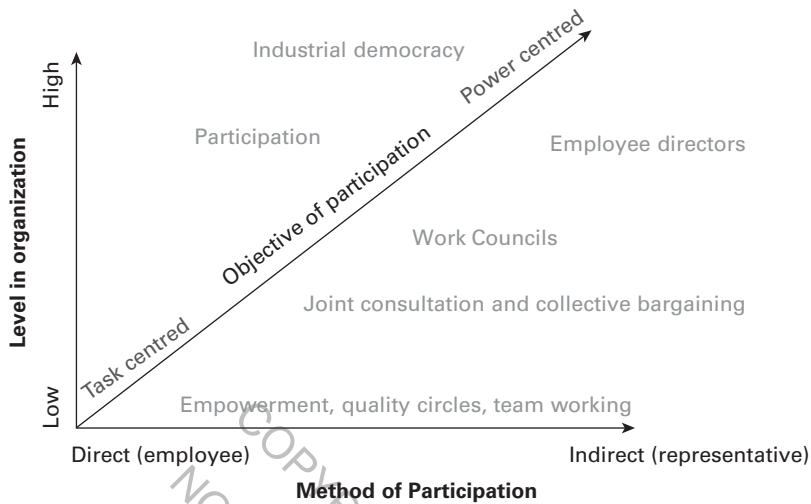 Industrial democracy
Power centred
High
Participation
Objective of participation
Employee directors
Level in organization
Work Councils
Joint consultation and collective bargaining
Task centred
Low
Empowerment, quality circles, team working
Direct (employee)
Indirect (representative)
Method of Participation